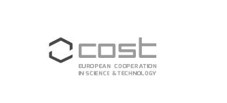 cost
EUROPEAN COOPERATION
IN SCIENCE & TECHNOLOGY